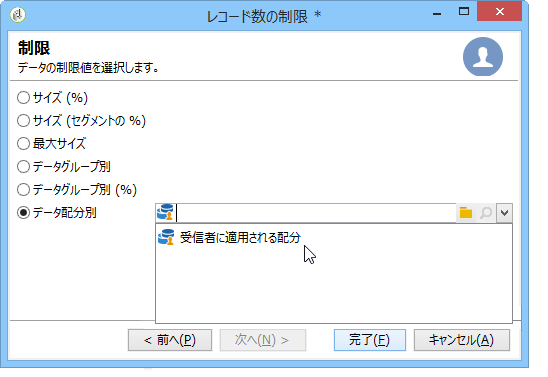 レコード数の制限 *
制限
データの制限値を選択します。
サイズ (%)
サイズ (セグメントの %)
最大サイズ
データグループ別
データグループ別 (%)
データ配分別
受信者に適用される配分
< 前へ(P)
次へ(N) >
完了(F)
キャンセル(A)